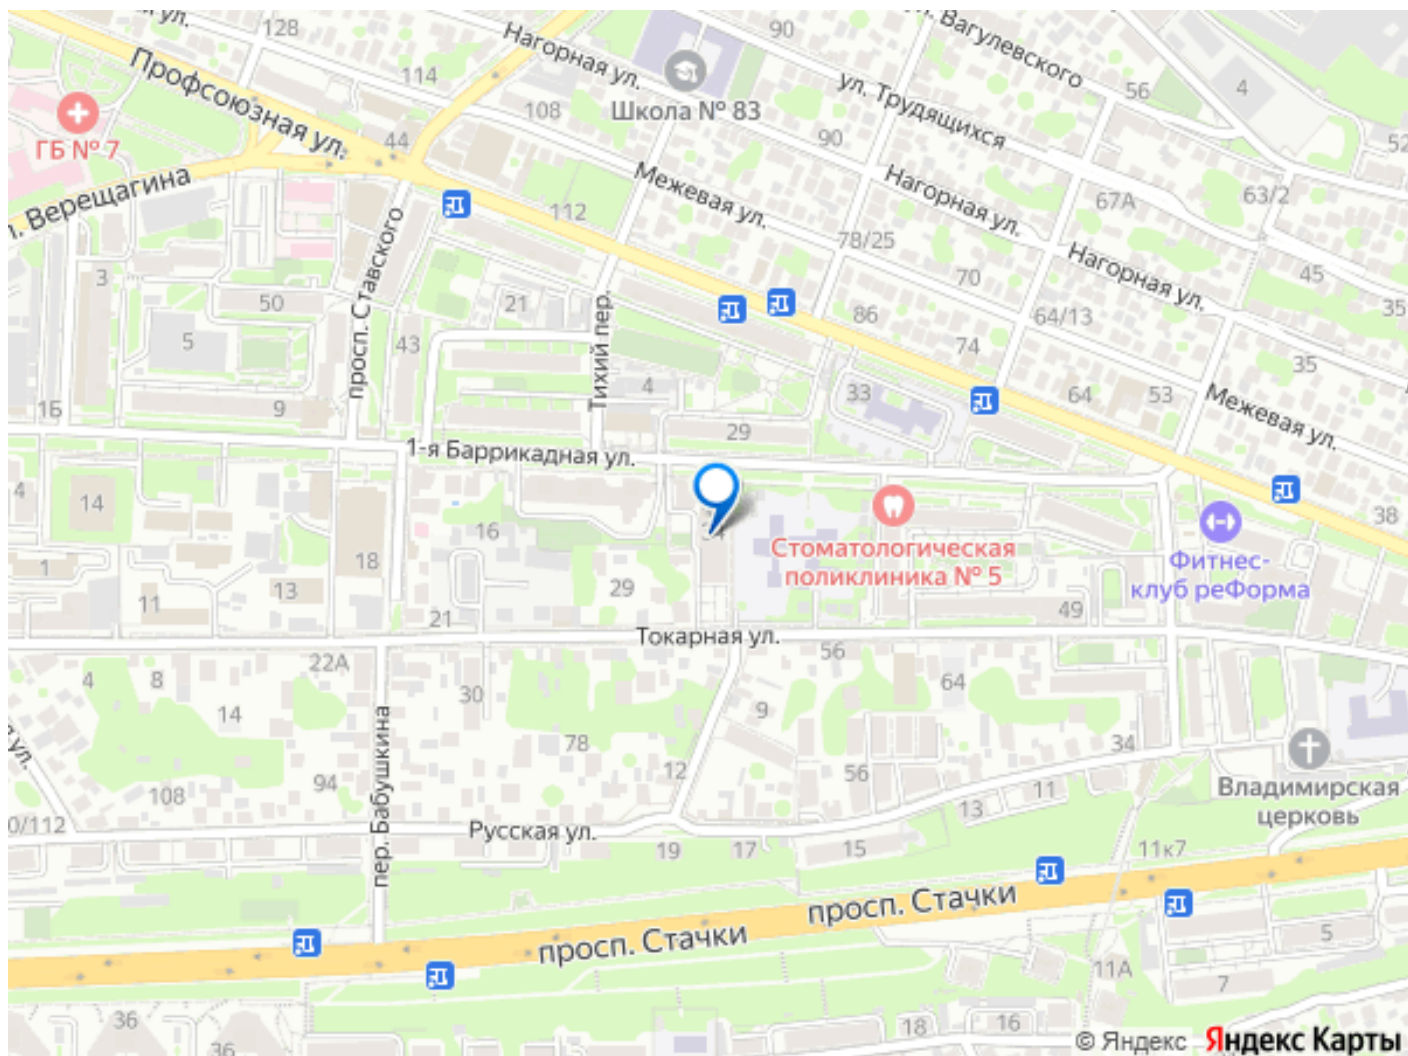 ул.
128
Нагорная ул.
90
ул. Вагулевского
Профсоюзная ул.
114
Школа № 83
ул. Трудящихся
56
4
108
ГБ № 7
44
90
52
л. Верещагина
Межевая ул.
Нагорная ул.
67А
63/2
112
78/25
3
просп. Ставского
Нагорная ул.
45
50
21
Тихий пер.
70
35
5
86
64/13
43
74
35
4
33
64
53
Межевая ул.
1Б
9
29
1-я Баррикадная ул.
4
14
16
38
18
Стоматологическая
поликлиника № 5
Фитнес-
клуб реФорма
1
13
29
11
21
49
Токарная ул.
22А
56
4
8
30
64
14
9
ул.
пер. Бабушкина
78
34
12
56
94
108
Владимирская
церковь
11
13
0/112
Русская ул.
19
17
15
11к7
просп. Стачки
просп. Стачки
5
11А
7
36
36
18
16
© Яндекс
Яндекс Карты